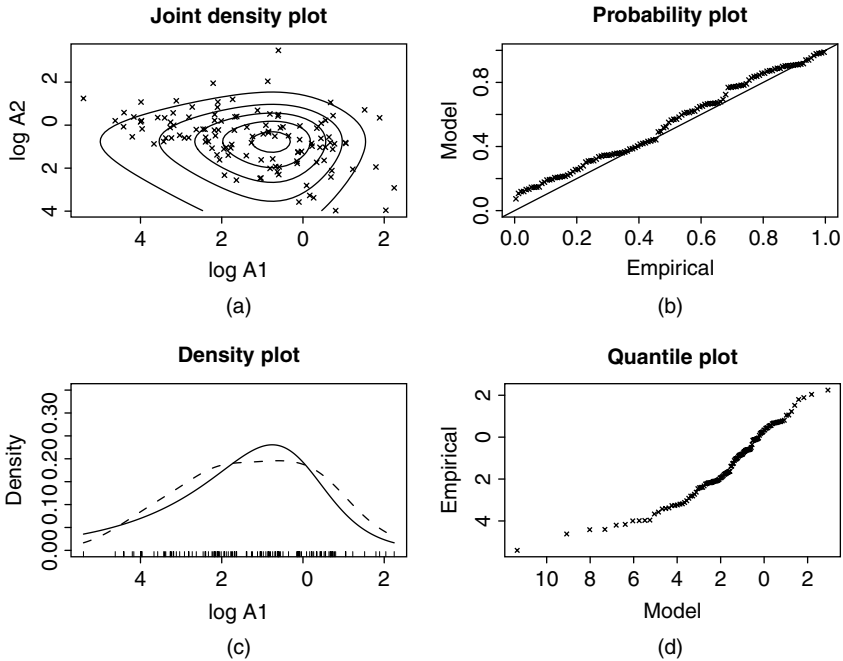 Joint density plot
log A2
2
0
2
4
4
2
0
2
log A1
(a)
Probability plot
Model
0.8
0.4
0.0
0.0
0.2
0.4
0.6
0.8
1.0
Empirical
(b)
Density plot
Density
0.30
0.20
0.10
0.00
4
2
0
2
log A1
(c)
Quantile plot
Empirical
2
0
2
4
10
8
6
4
2
0
2
Model
(d)